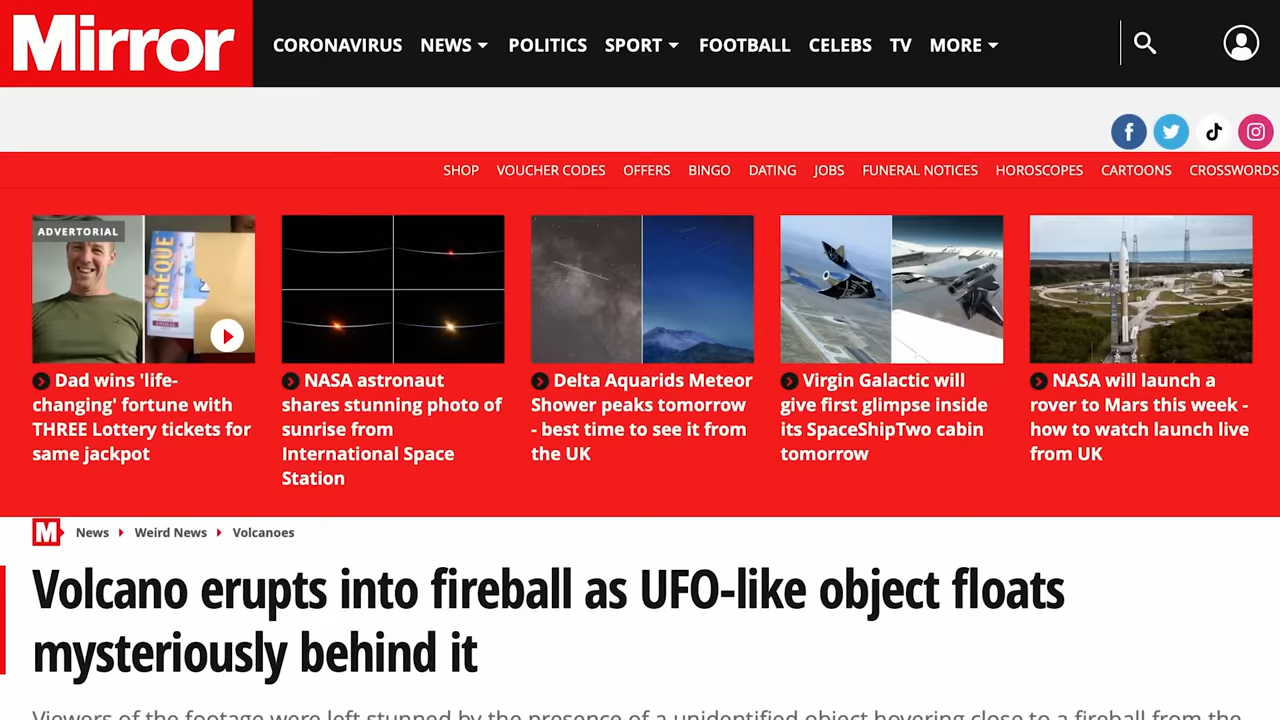 Mirror
CORONAVIRUS NEWS POLITICS SPORT FOOTBALL CELEBS TV MORE
SHOP VOUCHER CODES OFFERS BINGO DATING JOBS FUNERAL NOTICES HOROSCOPES CARTOONS CROSSWORDS
ADVERTORIAL
CHEQUE
Dad wins 'life-
changing' fortune with
THREE Lottery tickets for
same jackpot
NASA astronaut
shares stunning photo of
sunrise from
International Space
Station
Delta Aquarids Meteor
Shower peaks tomorrow
- best time to see it from
the UK
Virgin Galactic will
give first glimpse inside
its SpaceShipTwo cabin
tomorrow
NASA will launch a
rover to Mars this week -
how to watch launch live
from UK
M News Weird News Volcanoes
Volcano erupts into fireball as UFO-like object floats
mysteriously behind it
Viewers of the footage were left stunned by the presence of a unidentified object hovering close to a fireball from the